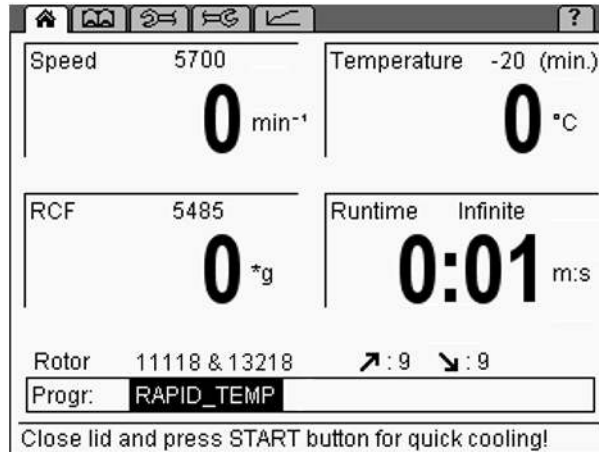 ?
Speed 5700
0 min⁻¹
Temperature -20 (min.)
0 °C
RCF 5485
0 *g
Runtime Infinite
0:01 m:s
Rotor 11118 & 13218 ↗ : 9 ↘ : 9
Progr: RAPID_TEMP
Close lid and press START button for quick cooling!